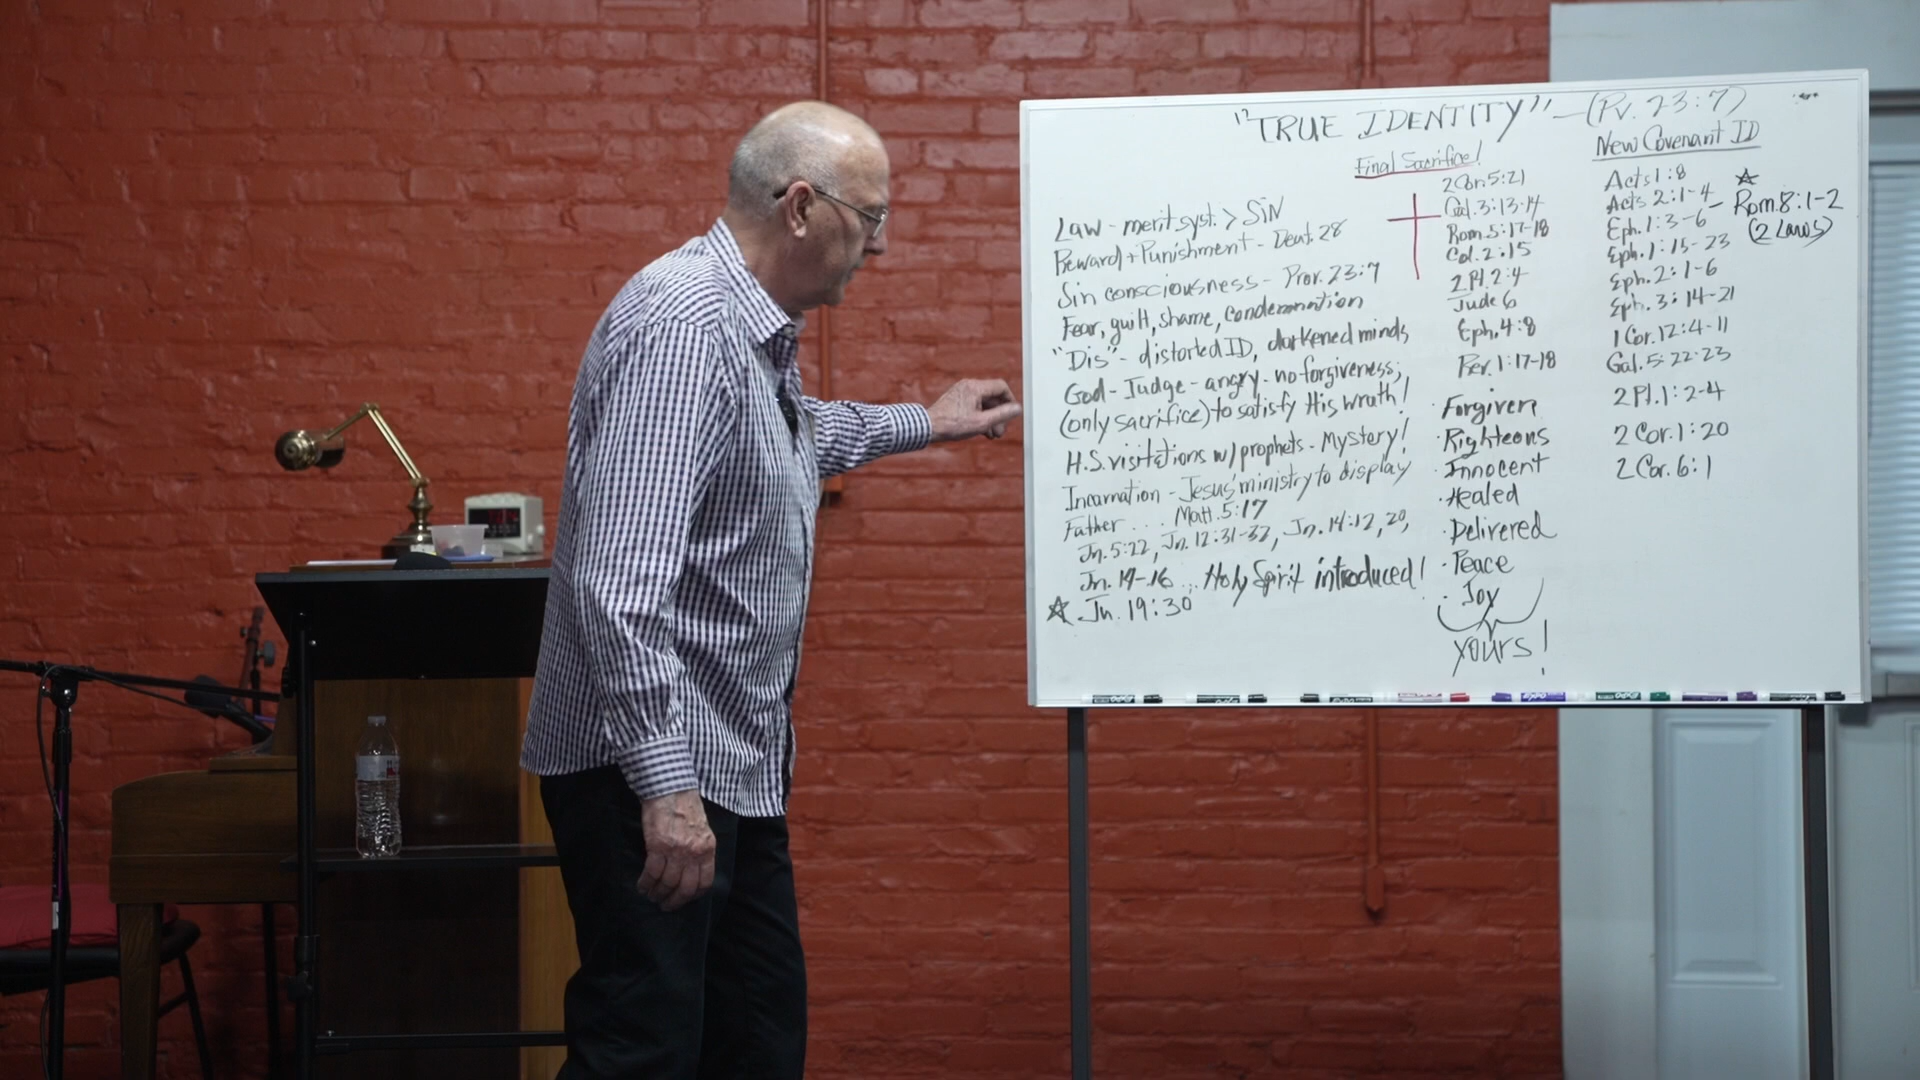 "TRUE IDENTITY" - (Pv. 23:7)
Law - merit syst. > SiN
Reward + Punishment - Deut. 28
Sin consciousness - Prov. 23:7
Fear, guilt, shame, condemnation
"Dis" - distorted ID, darkened minds,
God - Judge - angry - no forgiveness;
(only sacrifice) to satisfy His wrath!
H.S. visitations w/ prophets - Mystery!
Incarnation - Jesus' ministry to display
Father ... Matt. 5:17
Jn. 5:22, Jn. 12:31-32, Jn. 14:12, 20,
Jn. 14-16 ... Holy Spirit introduced!
Jn. 19:30
Final Sacrifice!
2 Cor. 5:21
Gal. 3:13-14
Rom. 5:17-18
Col. 2:15
2 Pt. 2:4
Jude 6
Eph. 4:8
Rev. 1:17-18
· Forgiven
· Righteous
· Innocent
· Healed
· Delivered
· Peace
· Joy
yours!
New Covenant ID
Acts 1:8
Acts 2:1-4
Eph. 1:3-6
Eph. 1:15-23
Eph. 2:1-6
Eph. 3:14-21
1 Cor. 12:4-11
Gal. 5:22-23
2 Pt. 1:2-4
2 Cor. 1:20
2 Cor. 6:1
Rom. 8:1-2
(2 Laws)